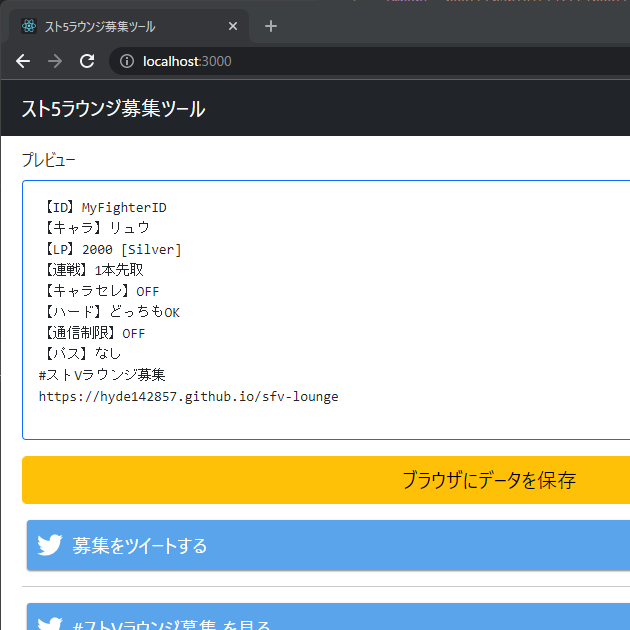 スト5ラウンジ募集ツール
localhost:3000
スト5ラウンジ募集ツール
プレビュー
【ID】MyFighterID
【キャラ】リュウ
【LP】2000 [Silver]
【連戦】1本先取
【キャラセレ】OFF
【ハード】どっちもOK
【通信制限】OFF
【パス】なし
#ストVラウンジ募集
https://hyde142857.github.io/sfv-lounge
ブラウザにデータを保存
募集をツイートする
#ストVラウンジ募集 を見る